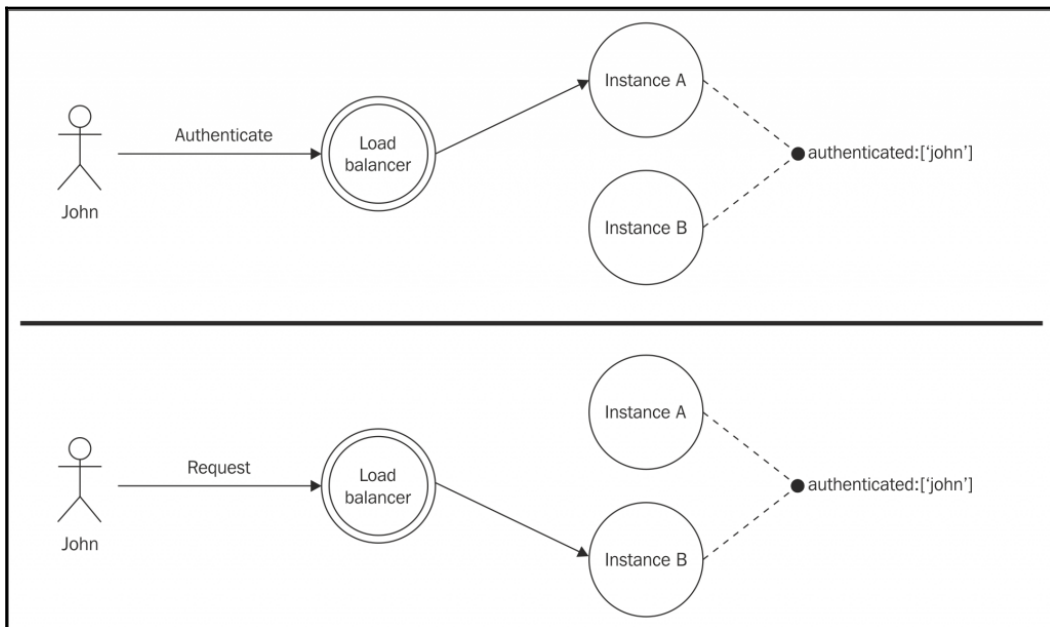 Instance A
Authenticate
Load
balancer
authenticated:[‘john’]
John
Instance B
Instance A
Request
Load
balancer
authenticated:[‘john’]
John
Instance B